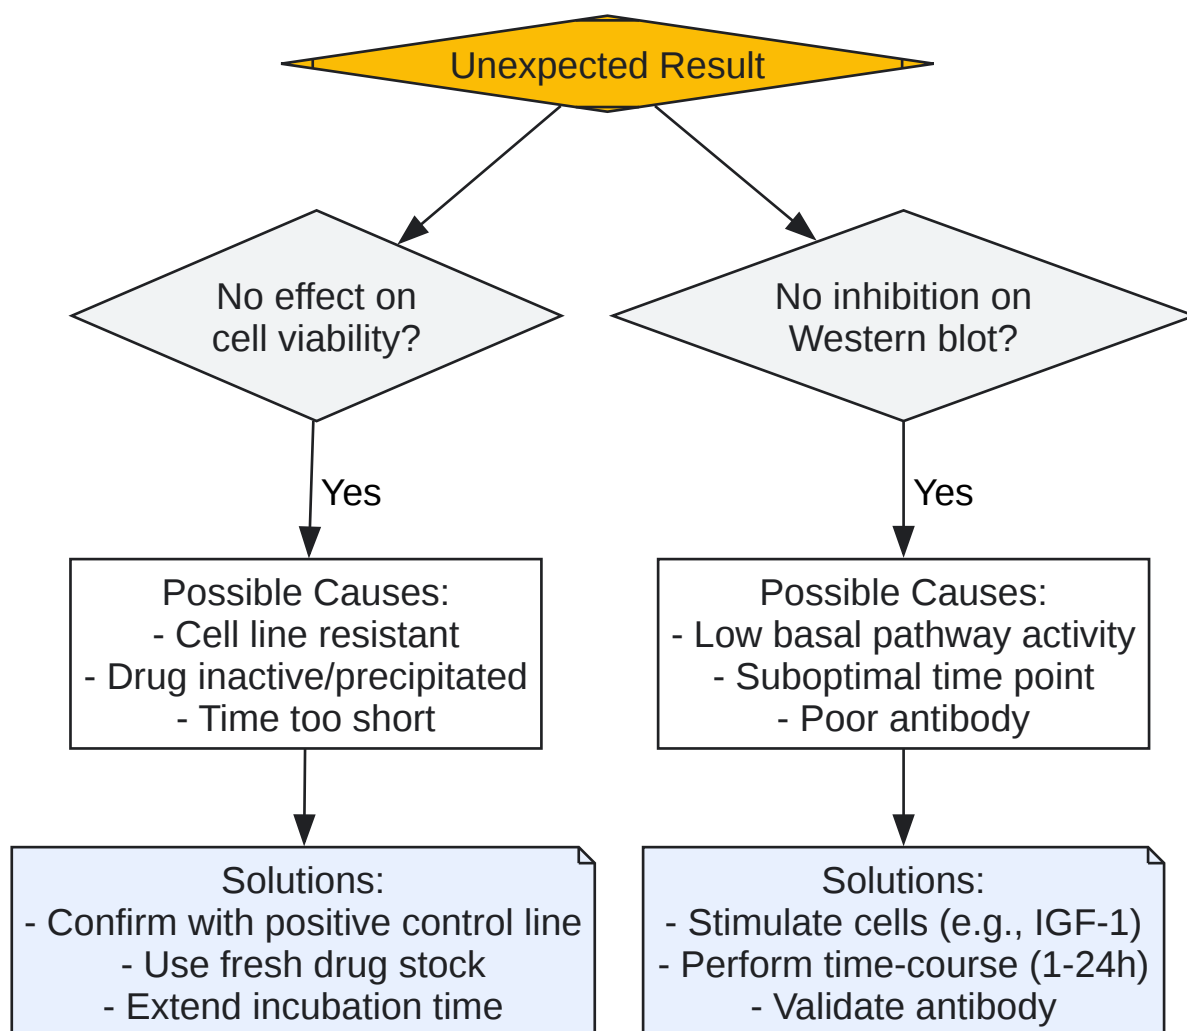 Unexpected Result
No effect on
cell viability?
No inhibition on
Western blot?
Yes
Yes
Possible Causes:
- Cell line resistant
- Drug inactive/precipitated
- Time too short
Possible Causes:
- Low basal pathway activity
- Suboptimal time point
- Poor antibody
Solutions:
- Confirm with positive control line
- Use fresh drug stock
- Extend incubation time
Solutions:
- Stimulate cells (e.g., IGF-1)
- Perform time-course (1-24h)
- Validate antibody